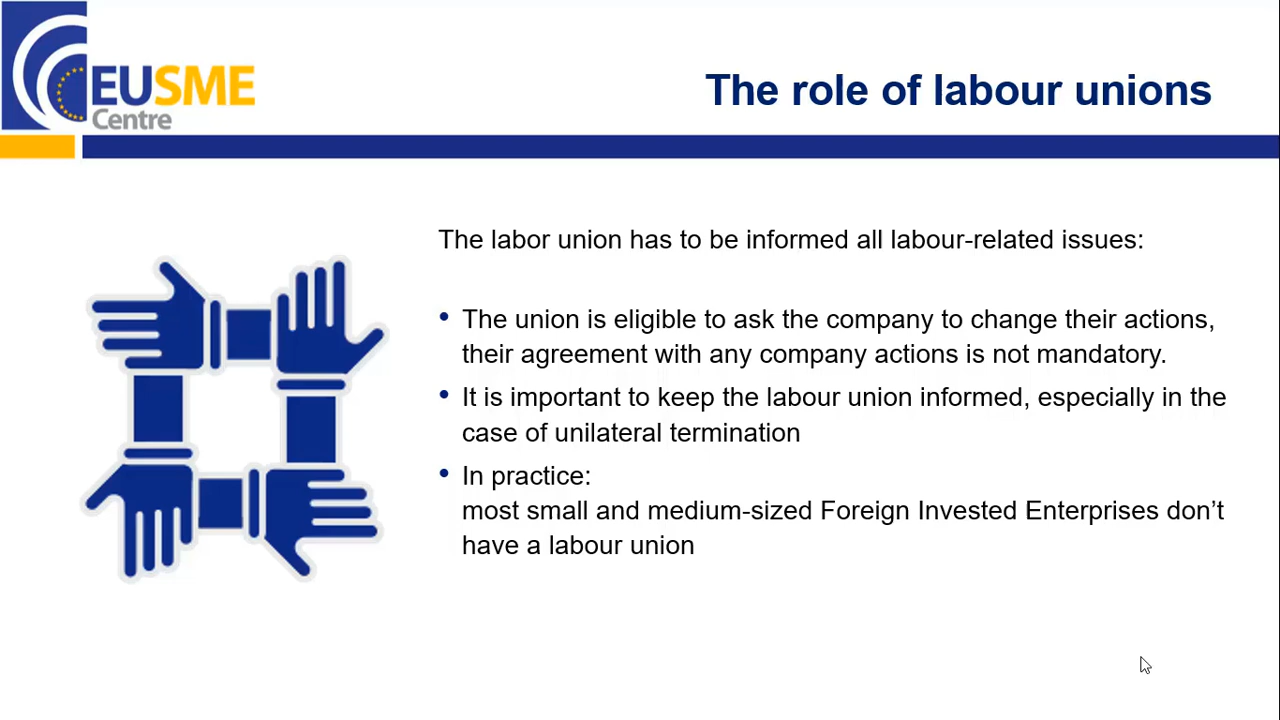 EUSME
Centre
The role of labour unions
The labor union has to be informed all labour-related issues:
• The union is eligible to ask the company to change their actions,
their agreement with any company actions is not mandatory.
• It is important to keep the labour union informed, especially in the
case of unilateral termination
• In practice:
most small and medium-sized Foreign Invested Enterprises don’t
have a labour union